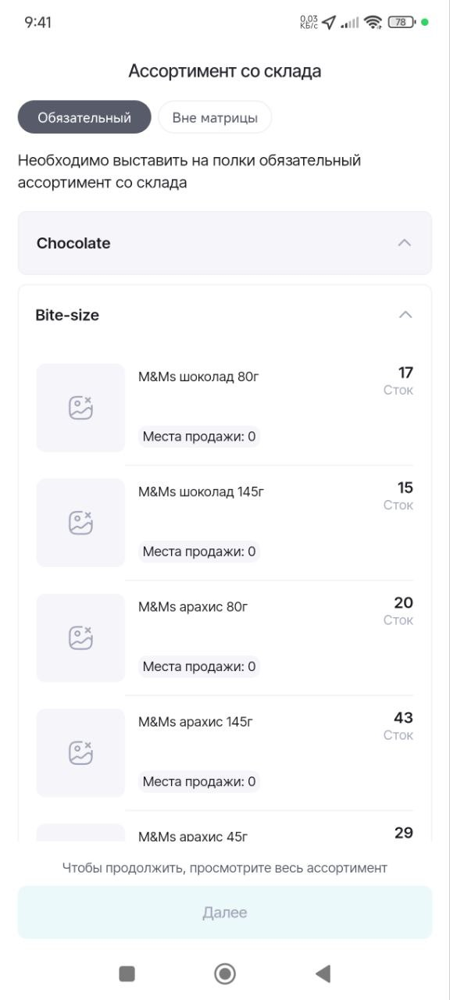 9:41
0,03
КБ/с
78
Ассортимент со склада
Обязательный
Вне матрицы
Необходимо выставить на полки обязательный
ассортимент со склада
Chocolate
Bite-size
M&Ms шоколад 80г
17
Сток
Места продажи: 0
M&Ms шоколад 145г
15
Сток
Места продажи: 0
M&Ms арахис 80г
20
Сток
Места продажи: 0
M&Ms арахис 145г
43
Сток
Места продажи: 0
M&Ms арахис 45г
29
Чтобы продолжить, просмотрите весь ассортимент
Далее